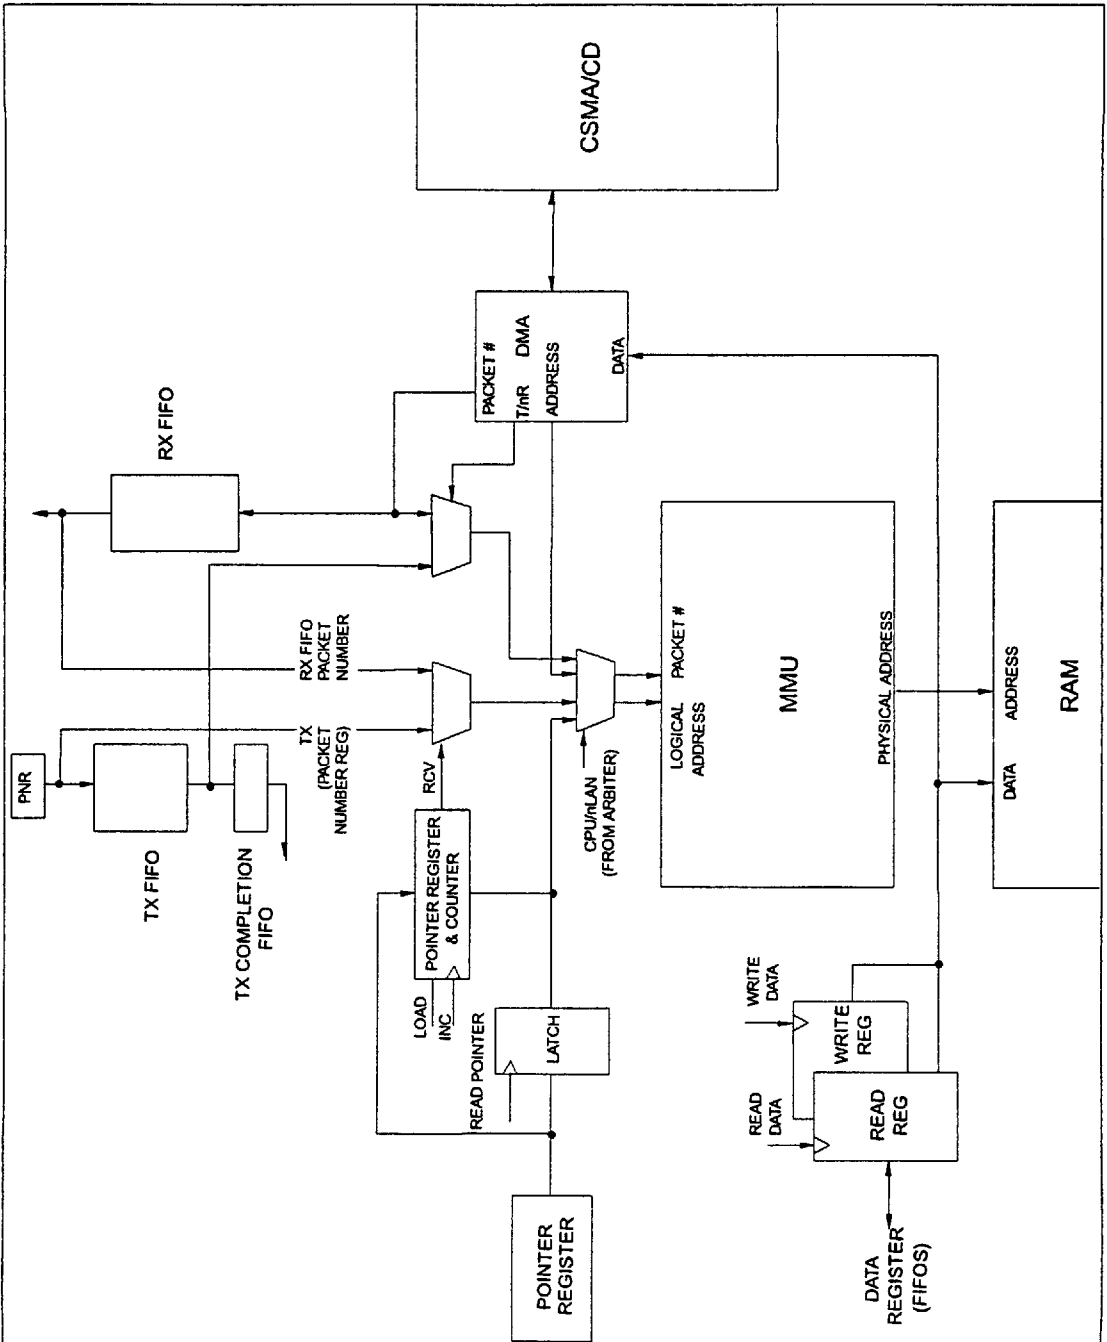 CSMA/CD
PACKET #
T/nR DMA
ADDRESS
DATA
RX FIFO
RX FIFO
PACKET
NUMBER
TX
(PACKET
NUMBER REG)
PNR
TX FIFO
TX COMPLETION
FIFO
RCV
POINTER REGISTER
& COUNTER
LOAD
INC
CPU/nLAN
(FROM ARBITER)
LOGICAL
ADDRESS
PACKET #
MMU
PHYSICAL ADDRESS
DATA
ADDRESS
RAM
READ POINTER
LATCH
POINTER
REGISTER
WRITE
DATA
WRITE
REG
READ
DATA
READ
REG
DATA
REGISTER
(FIFOS)